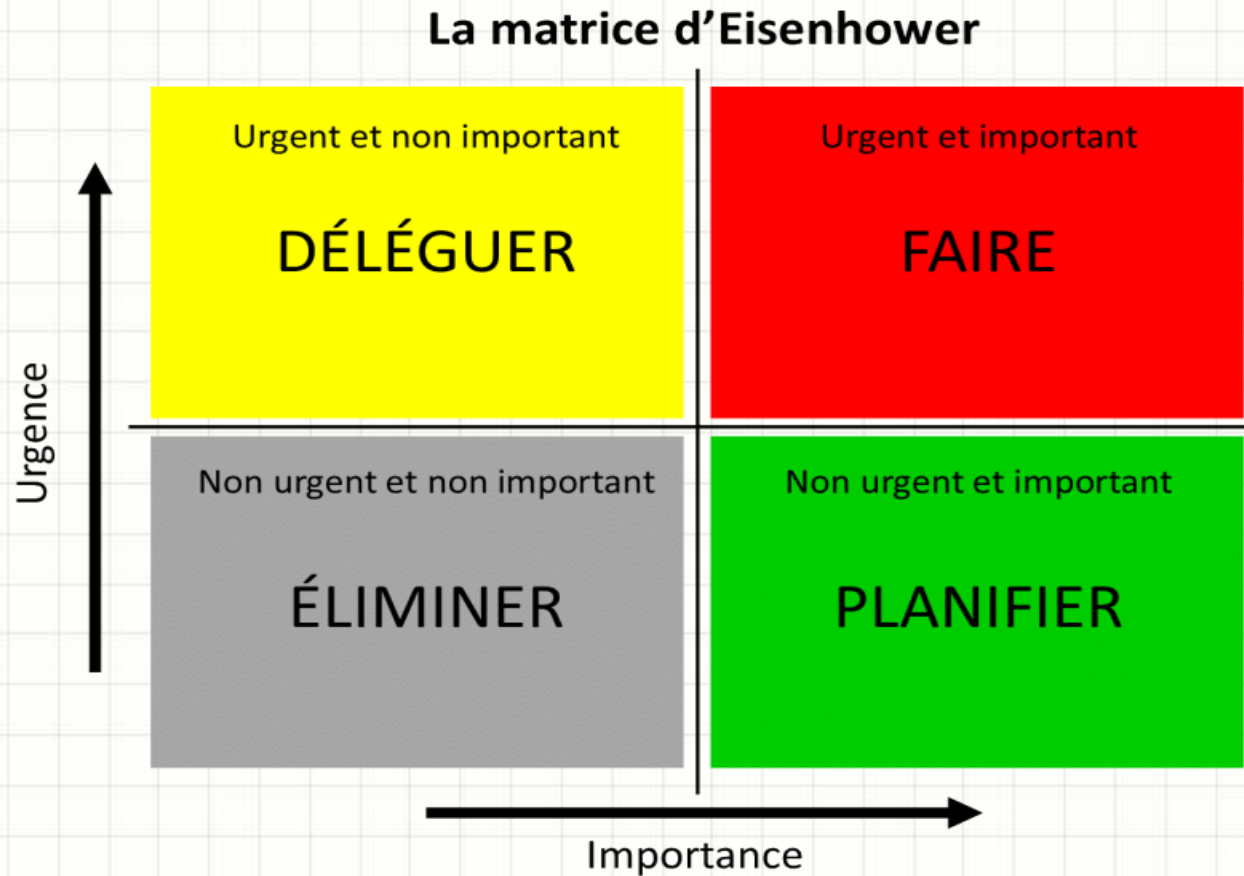 La matrice d’Eisenhower
Urgent et non important
DÉLÉGUER
Urgent et important
FAIRE
Urgence
Non urgent et non important
ÉLIMINER
Non urgent et important
PLANIFIER
Importance